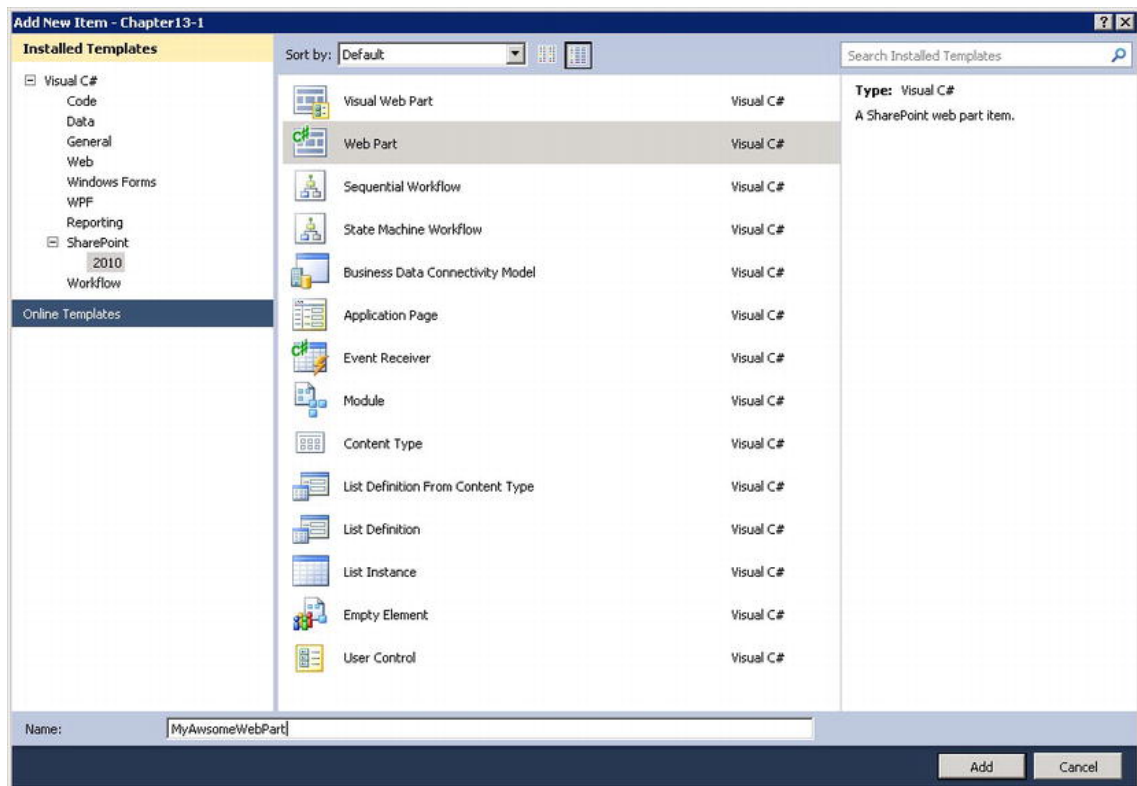 Add New Item - Chapter13-1
Installed Templates
Sort by: Default
Search Installed Templates
Visual C#
Code
Data
General
Web
Windows Forms
WPF
Reporting
SharePoint
2010
Workflow
Online Templates
Visual Web Part Visual C#
Web Part Visual C#
Sequential Workflow Visual C#
State Machine Workflow Visual C#
Business Data Connectivity Model Visual C#
Application Page Visual C#
Event Receiver Visual C#
Module Visual C#
Content Type Visual C#
List Definition From Content Type Visual C#
List Definition Visual C#
List Instance Visual C#
Empty Element Visual C#
User Control Visual C#
Type: Visual C#
A SharePoint web part item.
Name: MyAwsomeWebPart
Add Cancel